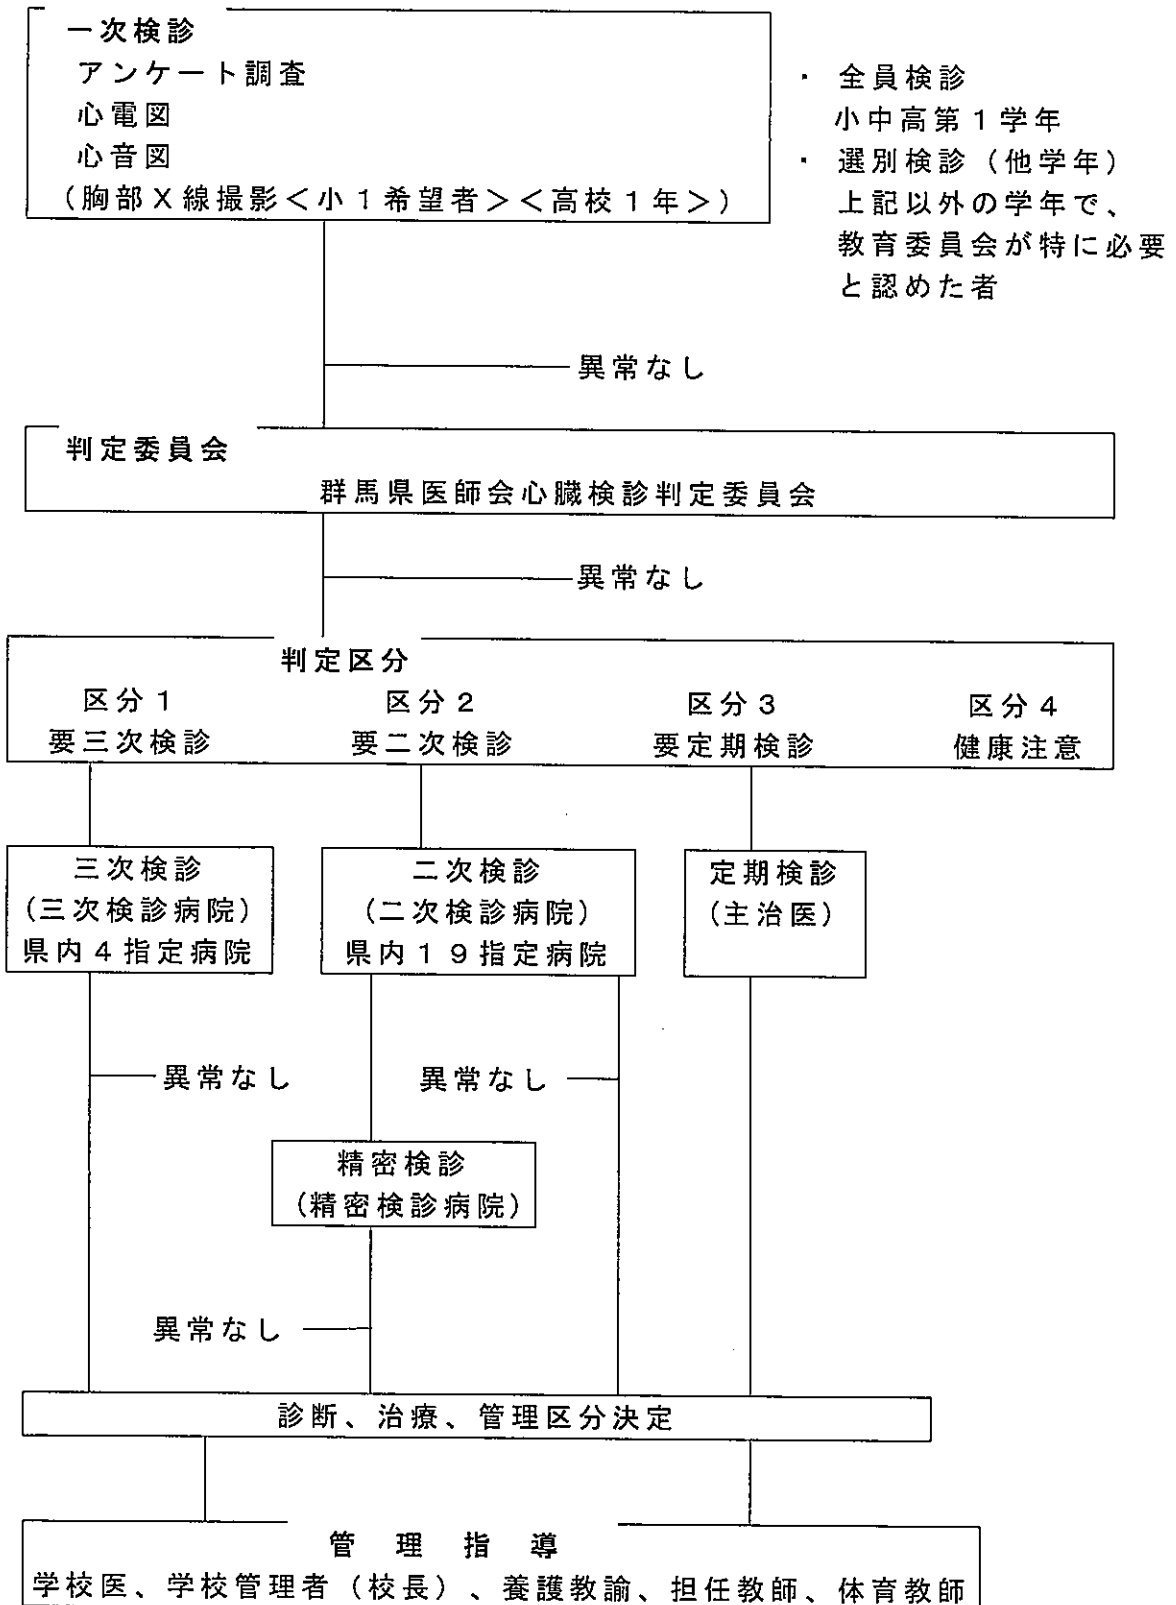 一次検診
アンケート調査
心電図
心音図
(胸部X線撮影<小1希望者><高校1年>)
・ 全員検診
小中高第1学年
・ 選別検診(他学年)
上記以外の学年で、
教育委員会が特に必要
と認めた者
異常なし
判定委員会
群馬県医師会心臓検診判定委員会
異常なし
判定区分
区分1 区分2 区分3 区分4
要三次検診 要二次検診 要定期検診 健康注意
三次検診
(三次検診病院)
県内4指定病院
二次検診
(二次検診病院)
県内19指定病院
定期検診
(主治医)
異常なし
異常なし
精密検診
(精密検診病院)
異常なし
診断、治療、管理区分決定
管 理 指 導
学校医、学校管理者(校長)、養護教諭、担任教師、体育教師